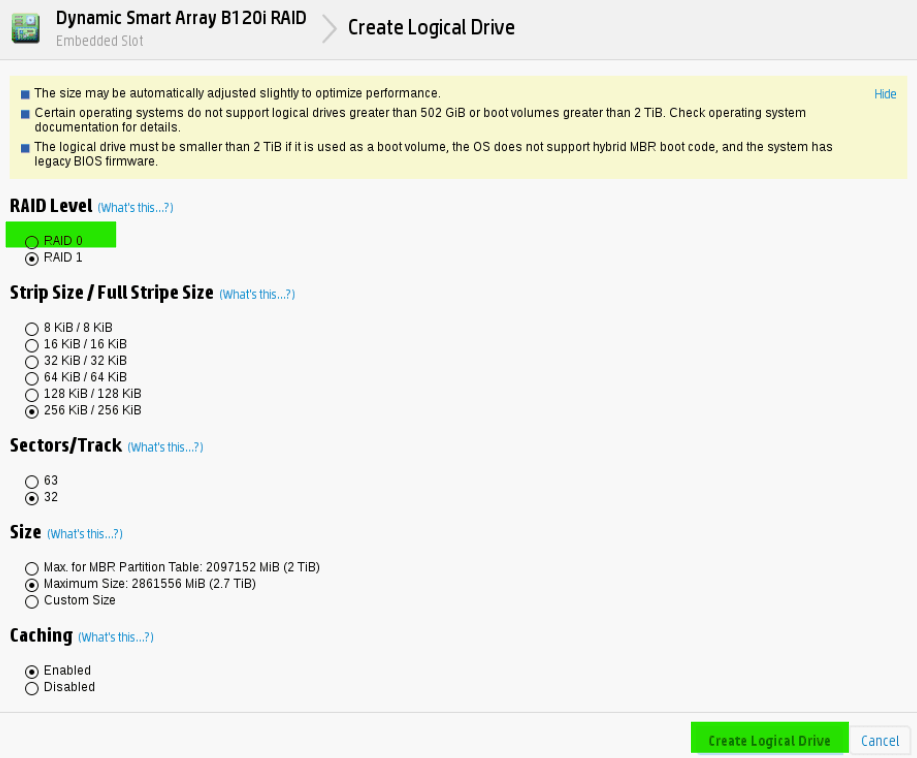 Dynamic Smart Array B120i RAID
Embedded Slot
Create Logical Drive
The size may be automatically adjusted slightly to optimize performance.
Hide
Certain operating systems do not support logical drives greater than 502 GiB or boot volumes greater than 2 TiB. Check operating system
documentation for details.
The logical drive must be smaller than 2 TiB if it is used as a boot volume, the OS does not support hybrid MBR boot code, and the system has
legacy BIOS firmware.
RAID Level (What's this...?)
RAID 0
RAID 1
Strip Size / Full Stripe Size (What's this...?)
8 KiB / 8 KiB
16 KiB / 16 KiB
32 KiB / 32 KiB
64 KiB / 64 KiB
128 KiB / 128 KiB
256 KiB / 256 KiB
Sectors/Track (What's this...?)
63
32
Size (What's this...?)
Max. for MBR Partition Table: 2097152 MiB (2 TiB)
Maximum Size: 2861556 MiB (2.7 TiB)
Custom Size
Caching (What's this...?)
Enabled
Disabled
Create Logical Drive
Cancel